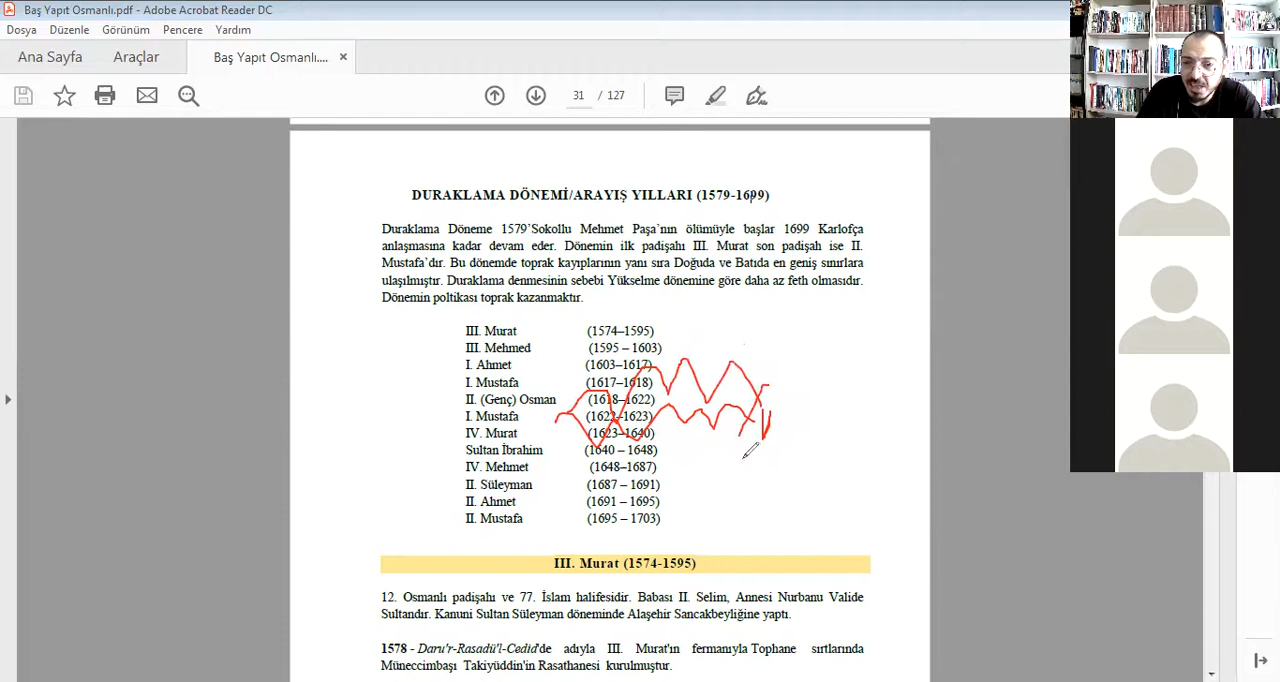 Baş Yapıt Osmanlı.pdf - Adobe Acrobat Reader DC
Dosya Düzenle Görünüm Pencere Yardım
Ana Sayfa Araçlar Baş Yapıt Osmanlı.... ×
31 / 127
DURAKLAMA DÖNEMİ/ARAYIŞ YILLARI (1579-1699)
Duraklama Döneme 1579’Sokollu Mehmet Paşa’nın ölümüyle başlar 1699 Karlofça
anlaşmasına kadar devam eder. Dönemin ilk padişahı III. Murat son padişah ise II.
Mustafa’dır. Bu dönemde toprak kayıplarının yanı sıra Doğuda ve Batıda en geniş sınırlara
ulaşılmıştır. Duraklama denmesinin sebebi Yükselme dönemine göre daha az feth olmasıdır.
Dönemin poltikası toprak kazanmaktır.
III. Murat (1574–1595)
III. Mehmed (1595 – 1603)
I. Ahmet (1603–1617)
I. Mustafa (1617–1618)
II. (Genç) Osman (1618–1622)
I. Mustafa (1622–1623)
IV. Murat (1623–1640)
Sultan İbrahim (1640 – 1648)
IV. Mehmet (1648–1687)
II. Süleyman (1687 – 1691)
II. Ahmet (1691 – 1695)
II. Mustafa (1695 – 1703)
III. Murat (1574-1595)
12. Osmanlı padişahı ve 77. İslam halifesidir. Babası II. Selim, Annesi Nurbanu Valide
Sultandır. Kanuni Sultan Süleyman döneminde Alaşehir Sancakbeyliğine yaptı.
1578 - Daru'r-Rasadü'l-Cedid'de adıyla III. Murat'ın fermanıyla Tophane sırtlarında
Müneccimbaşı Takiyüddin'in Rasathanesi kurulmuştur.